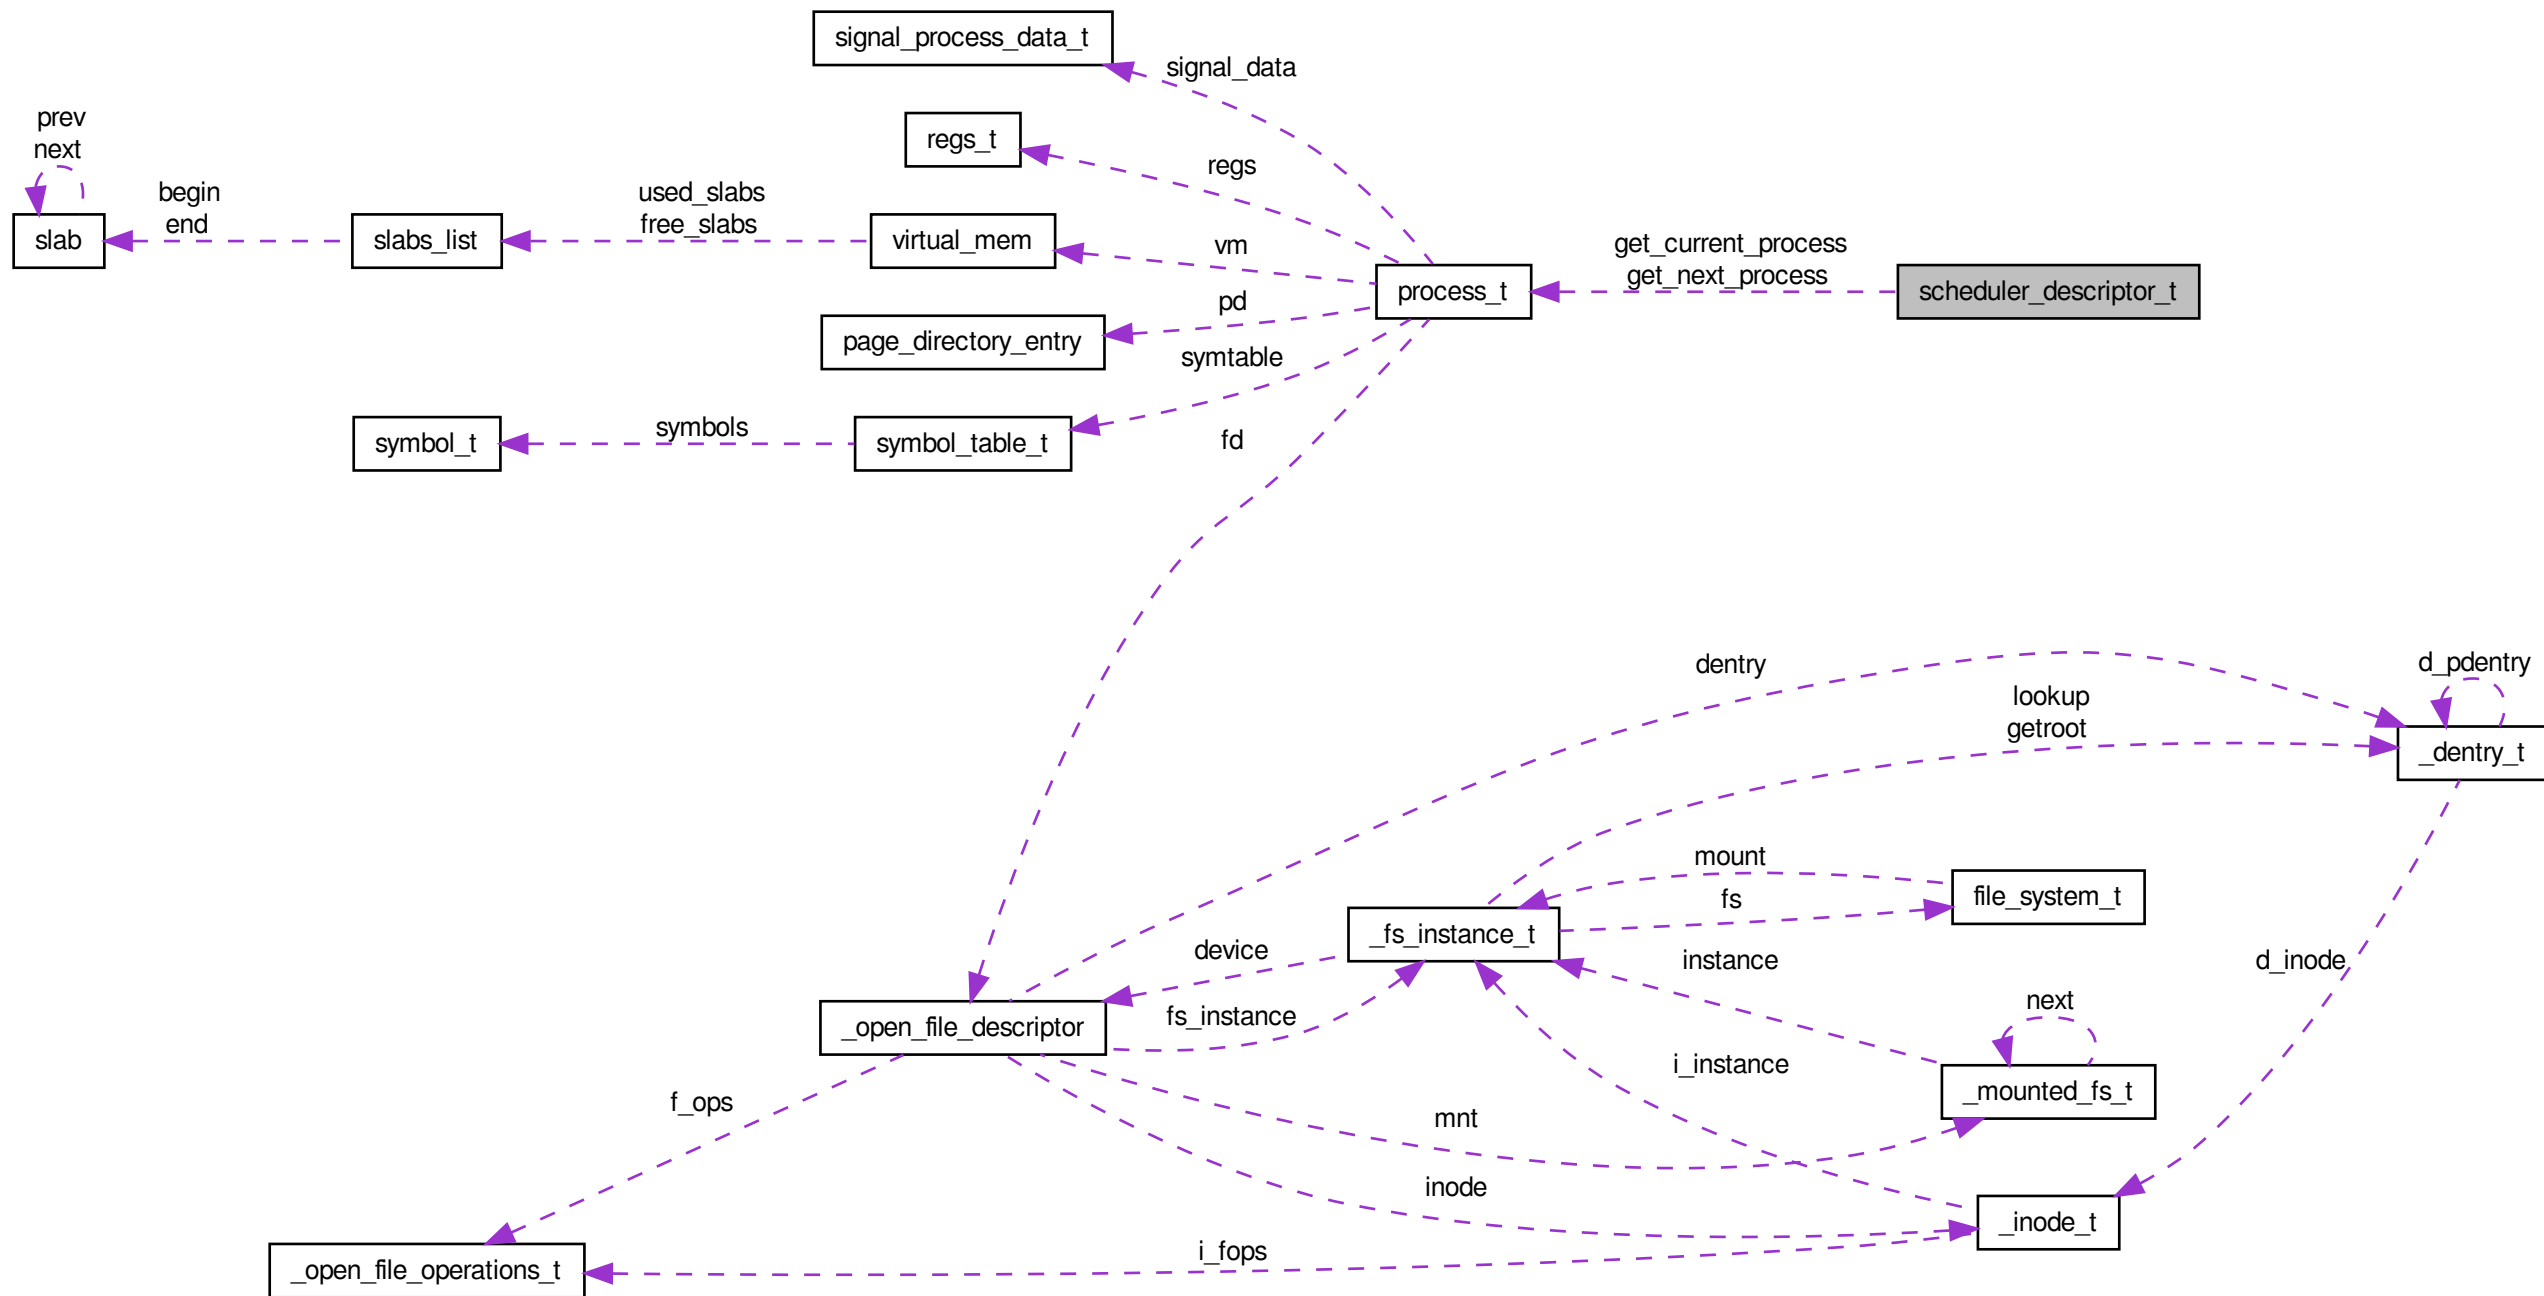 signal_process_data_t
signal_data
prev
next
regs_t
regs
begin
end
used_slabs
free_slabs
slab
slabs_list
virtual_mem
vm
get_current_process
get_next_process
process_t
scheduler_descriptor_t
pd
page_directory_entry
symtable
symbol_t
symbols
symbol_table_t
fd
dentry
d_pdentry
lookup
getroot
_dentry_t
mount
fs
file_system_t
_fs_instance_t
device
instance
d_inode
next
fs_instance
_open_file_descriptor
i_instance
_mounted_fs_t
f_ops
mnt
inode
_inode_t
i_fops
_open_file_operations_t